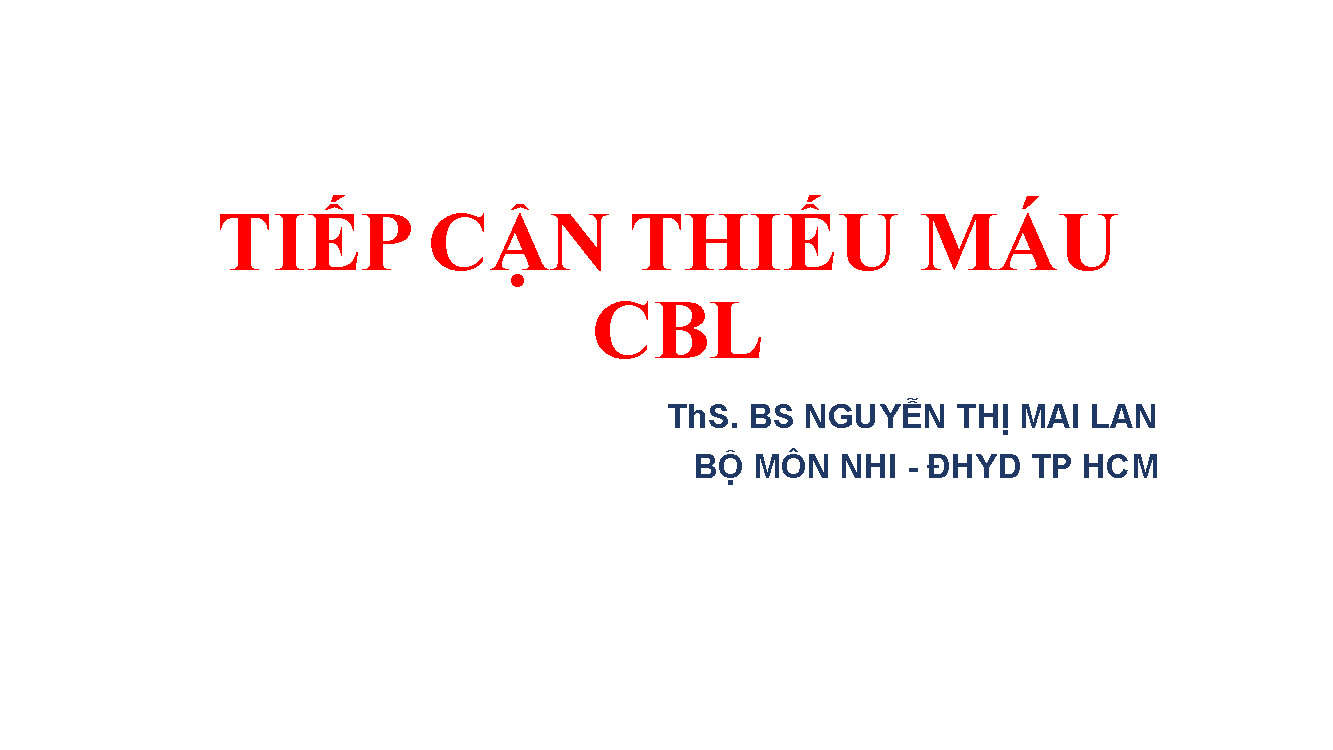 TIẾP CẬN THIẾU MÁU
CBL
ThS. BS NGUYỄN THỊ MAI LAN
BỘ MÔN NHI - ĐHYD TP HCM